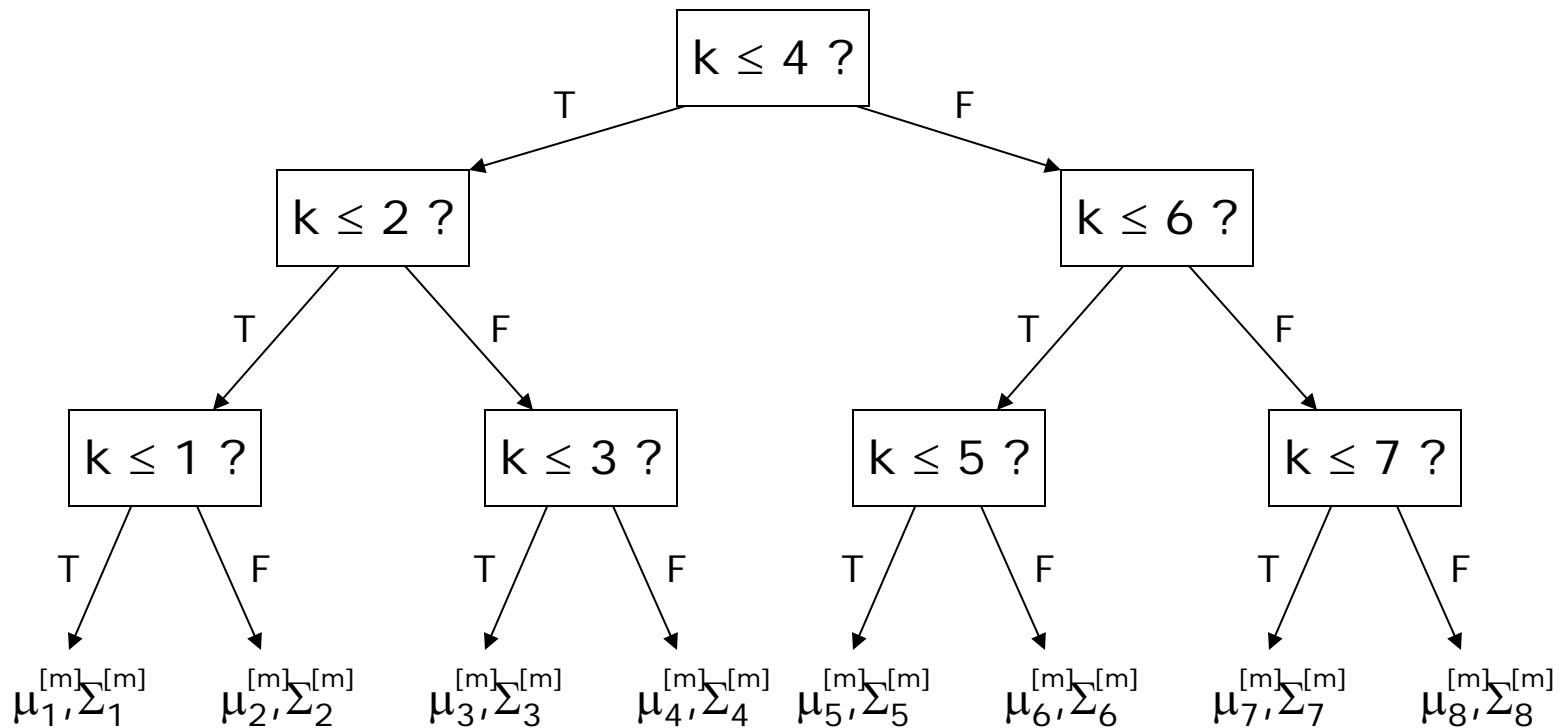 k ≤ 4 ?
T F
k ≤ 2 ? k ≤ 6 ?
T F T F
k ≤ 1 ? k ≤ 3 ? k ≤ 5 ? k ≤ 7 ?
T F T F T F T F
μ₁^[m],Σ₁^[m] μ₂^[m],Σ₂^[m] μ₃^[m],Σ₃^[m] μ₄^[m],Σ₄^[m] μ₅^[m],Σ₅^[m] μ₆^[m],Σ₆^[m] μ₇^[m],Σ₇^[m] μ₈^[m],Σ₈^[m]